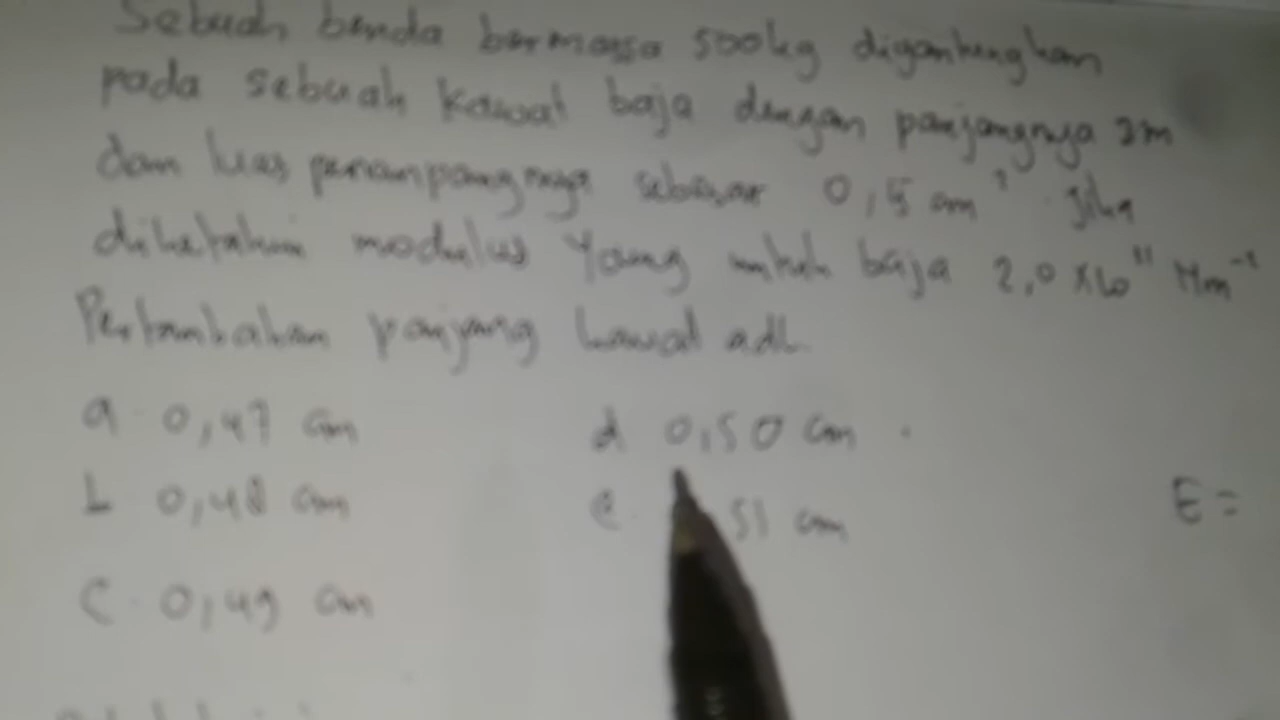 Sebuah benda bermassa 500kg digantungkan
pada sebuah kawat baja dengan panjangnya
dan luas penampangnya sebesar 0,5 cm² jika
diketahui modulus Young untuk baja 2,0 x10¹¹ Nm⁻²
Pertambahan panjang kawat adl
a. 0,47 cm d 0,50 cm
b 0,48 cm e. 51 cm
c. 0,49 cm
E =